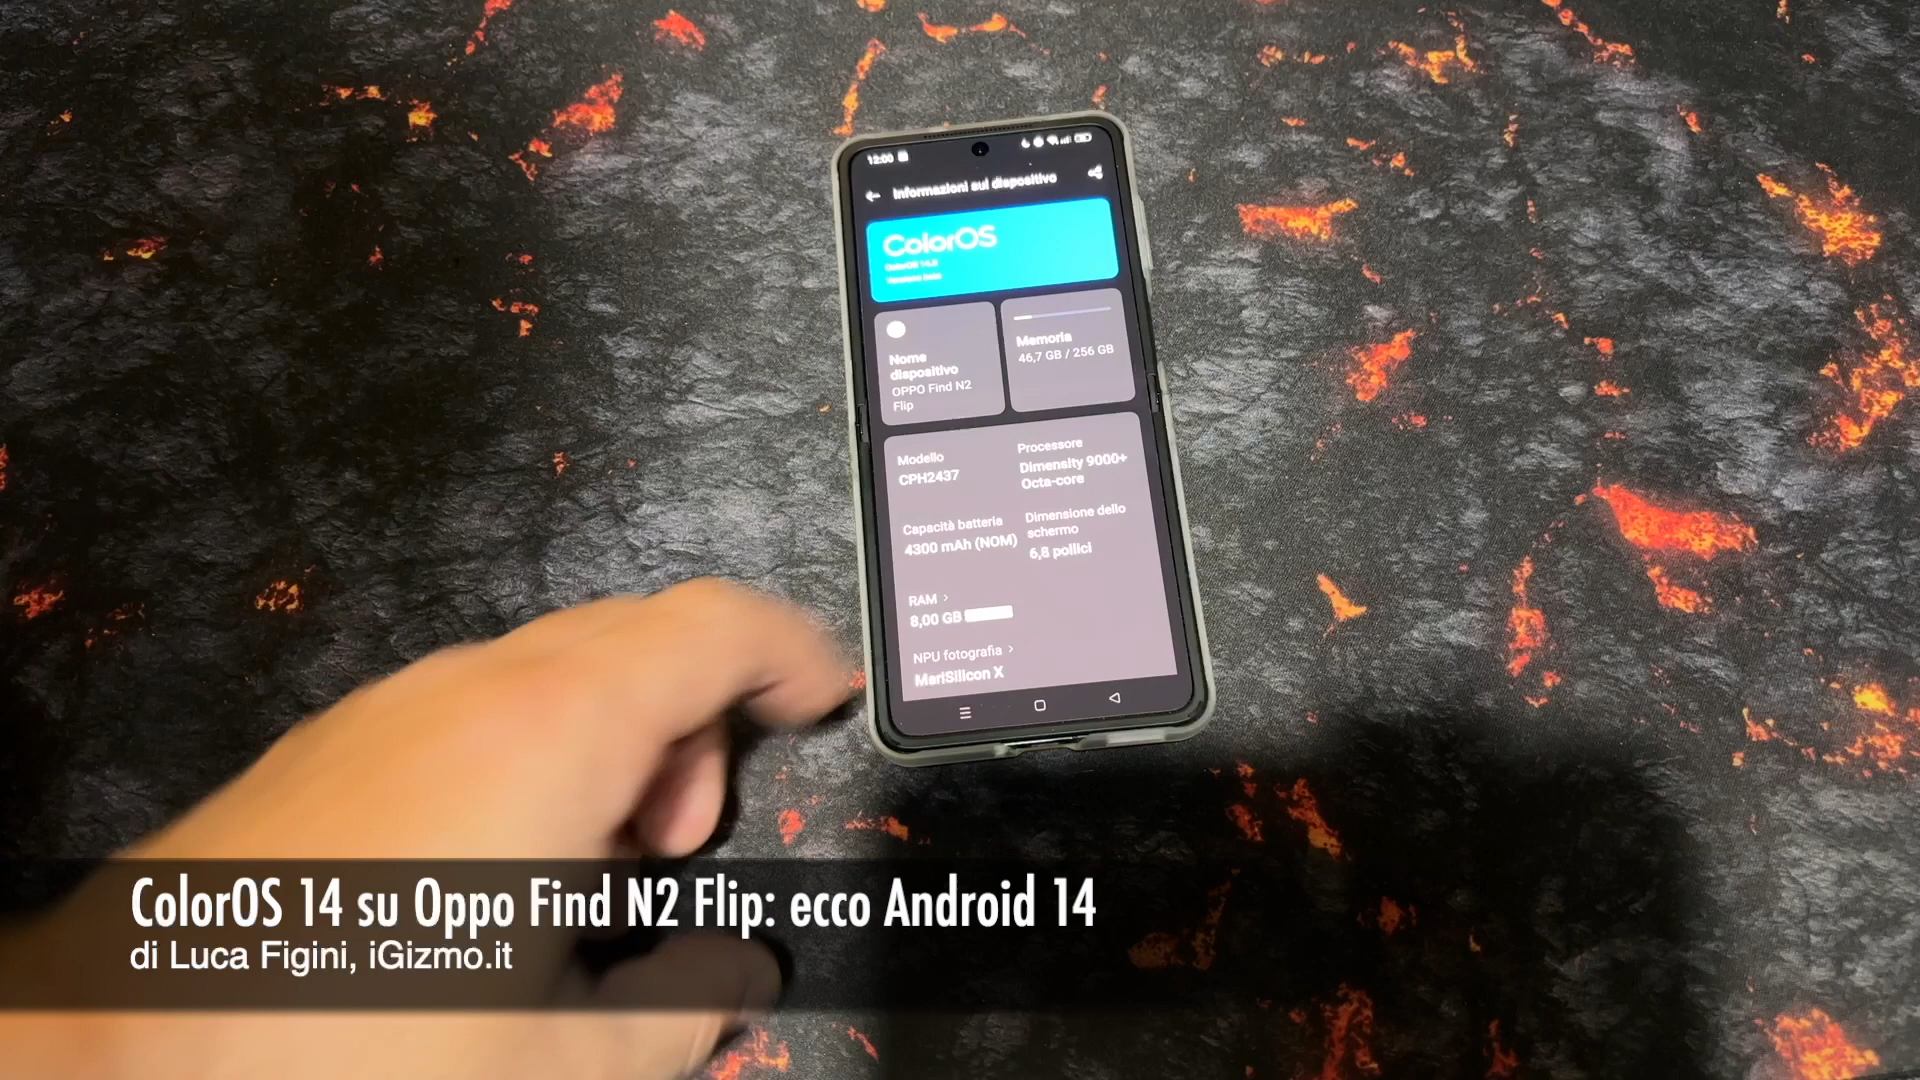 12:00
Informazioni sul dispositivo
ColorOS
ColorOS 14.0
Nome
dispositivo
OPPO Find N2
Flip
Memoria
46,7 GB / 256 GB
Modello
CPH2437
Processore
Dimensity 9000+
Octa-core
Capacità batteria
4300 mAh (NOM)
Dimensione dello
schermo
6,8 pollici
RAM >
8,00 GB
NPU fotografia >
MariSilicon X
ColorOS 14 su Oppo Find N2 Flip: ecco Android 14
di Luca Figini, iGizmo.it